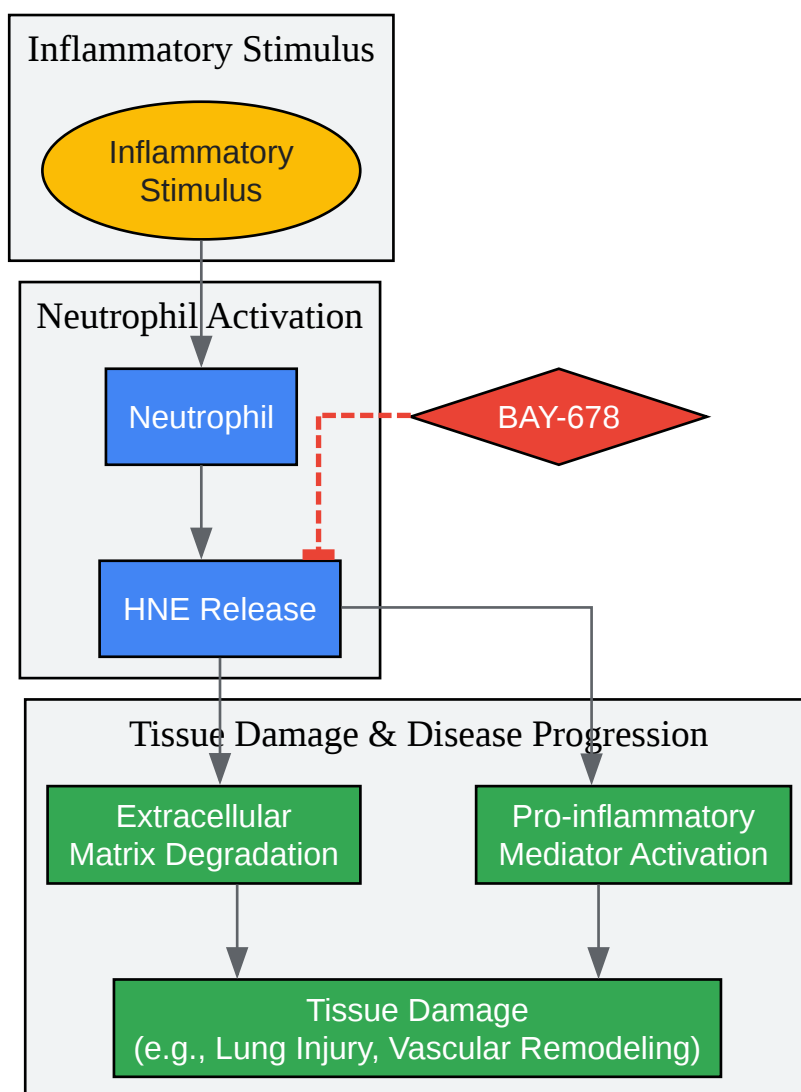 Inflammatory Stimulus
Inflammatory
Stimulus
Neutrophil Activation
Neutrophil
BAY-678
HNE Release
Tissue Damage & Disease Progression
Extracellular
Matrix Degradation
Pro-inflammatory
Mediator Activation
Tissue Damage
(e.g., Lung Injury, Vascular Remodeling)